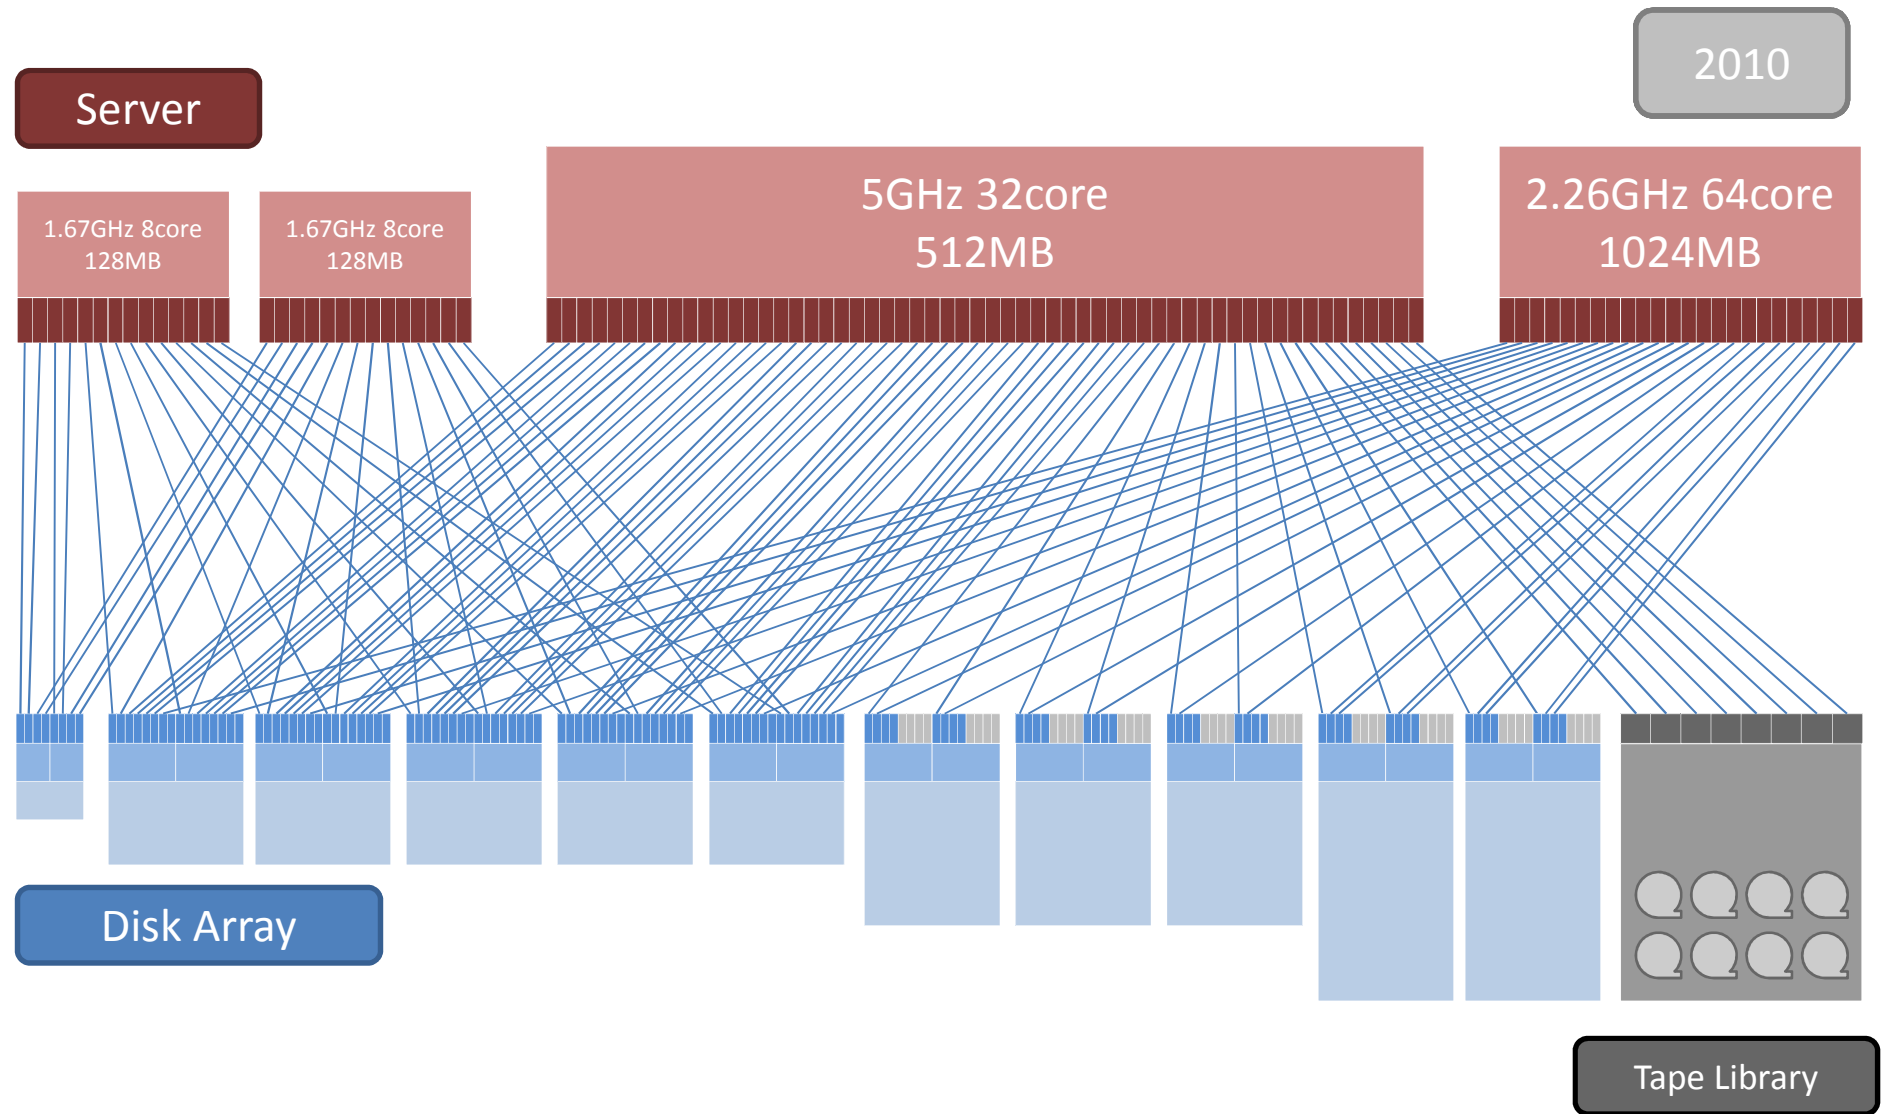 2010
Server
1.67GHz 8core
128MB
1.67GHz 8core
128MB
5GHz 32core
512MB
2.26GHz 64core
1024MB
Disk Array
Tape Library